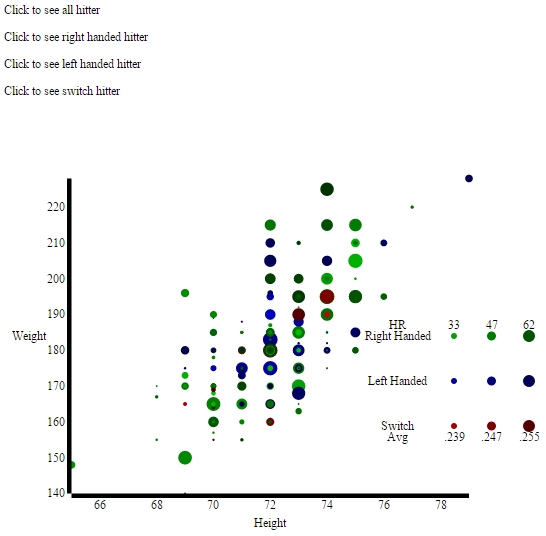 Click to see all hitter
Click to see right handed hitter
Click to see left handed hitter
Click to see switch hitter
220
210
200
190
HR 33 47 62
Weight
Right Handed
180
Left Handed
170
160
Switch
Avg .239 .247 .255
150
140
66 68 70 72 74 76 78
Height